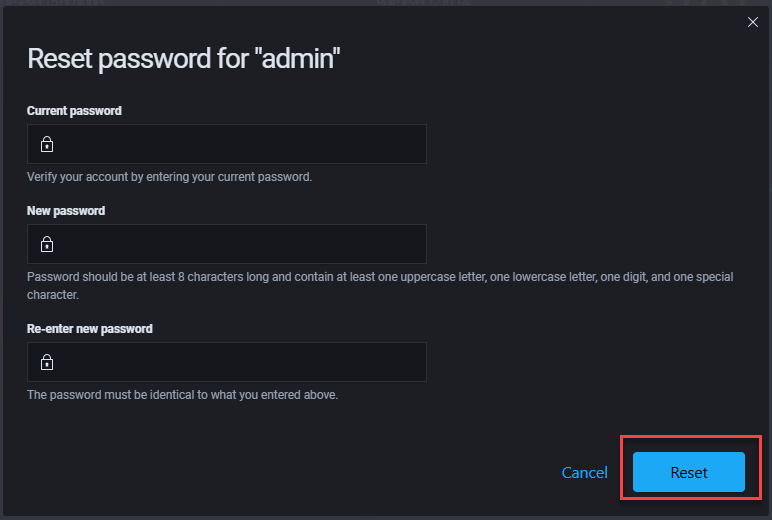 Reset password for "admin"
Current password
Verify your account by entering your current password.
New password
Password should be at least 8 characters long and contain at least one uppercase letter, one lowercase letter, one digit, and one special
character.
Re-enter new password
The password must be identical to what you entered above.
Cancel
Reset